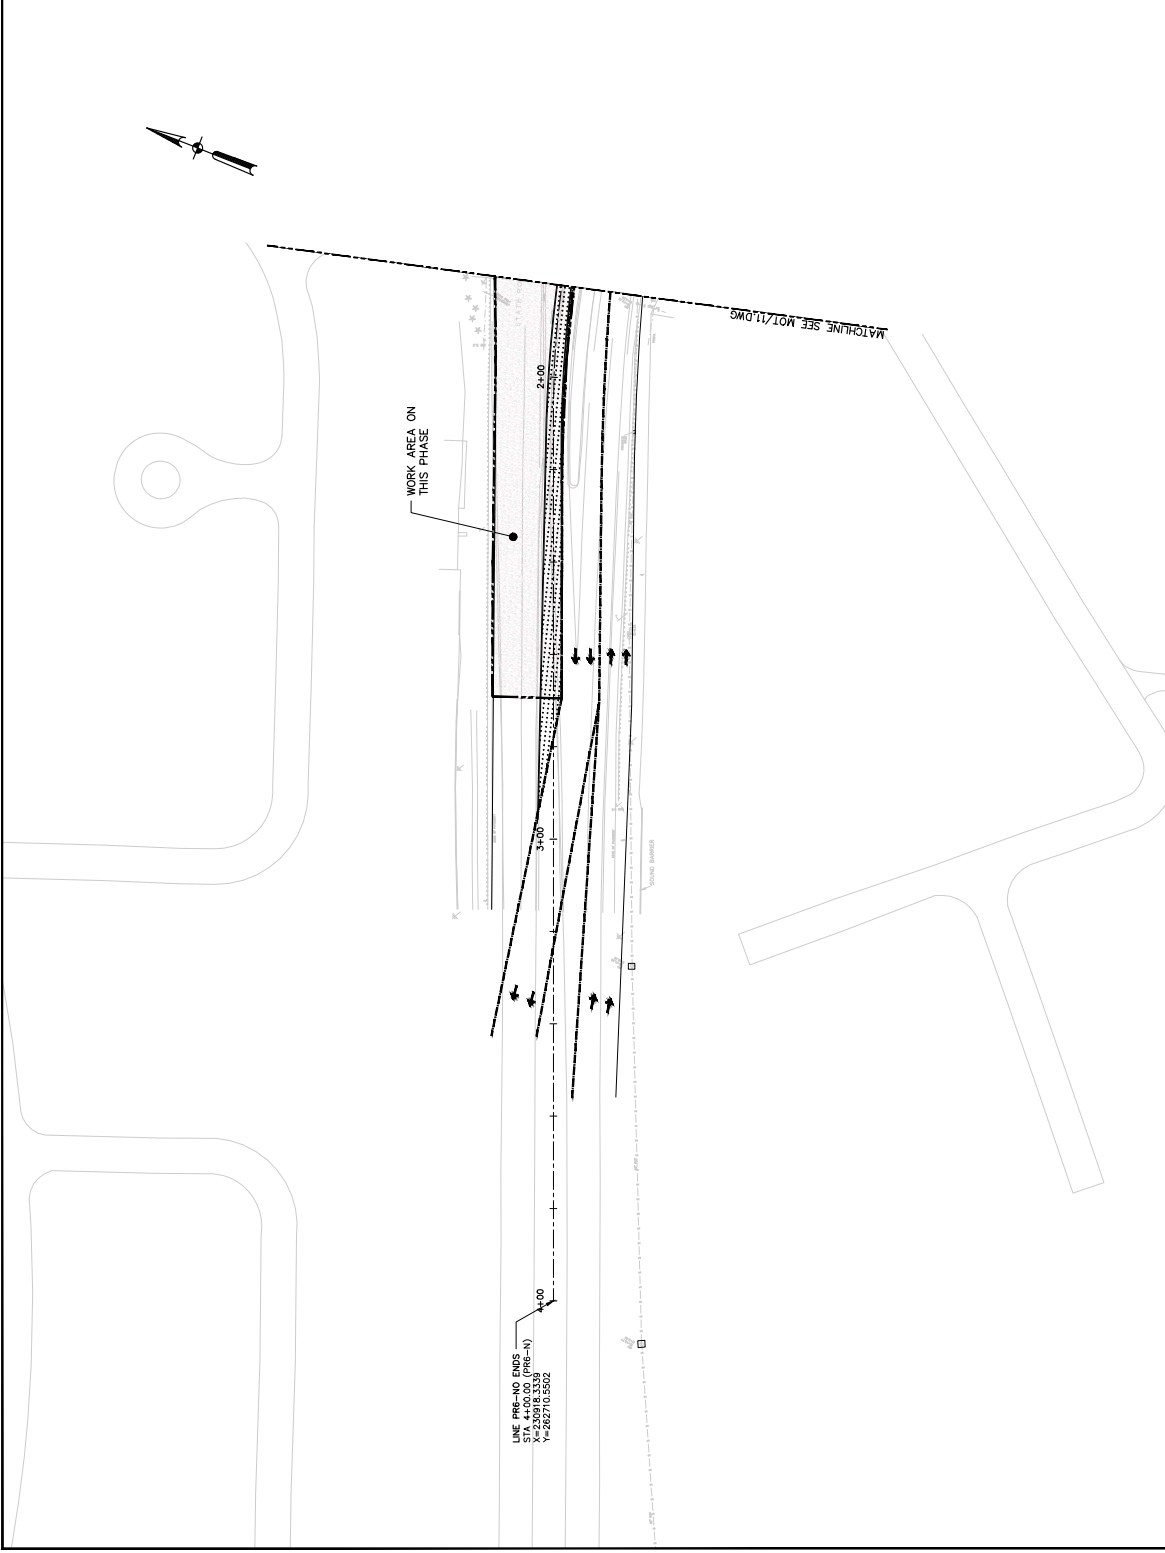 MATCHLINE SEE MOT/11.DWG
2+00
WORK AREA ON
THIS PHASE
3+00
SOUND BARRIER
4+00
LINE PR6-NO ENDS
STA 4+00.00 (PR6-N)
X=230918.3339
Y=262710.5502